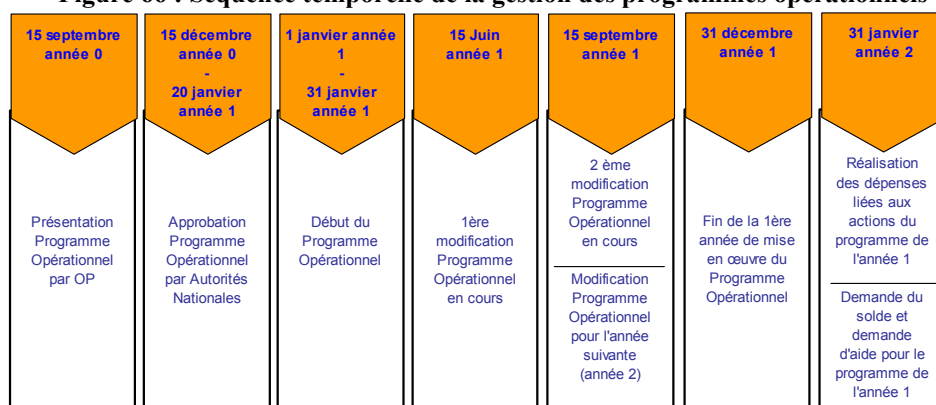 Figure 60 : Séquence temporelle de la gestion des programmes opérationnels
15 septembre
année 0
15 décembre
année 0
-
20 janvier
année 1
1 janvier année
1
-
31 janvier
année 1
15 Juin
année 1
15 septembre
année 1
31 décembre
année 1
31 janvier
année 2
Présentation
Programme
Opérationnel
par OP
Approbation
Programme
Opérationnel
par Autorités
Nationales
Début du
Programme
Opérationnel
1ère
modification
Programme
Opérationnel
en cours
2 ème
modification
Programme
Opérationnel
en cours
Modification
Programme
Opérationnel
pour l'année
suivante
(année 2)
Fin de la 1ère
année de mise
en œuvre du
Programme
Opérationnel
Réalisation
des dépenses
liées aux
actions du
programme de
l'année 1
Demande du
solde et
demande
d'aide pour le
programme de
l'année 1